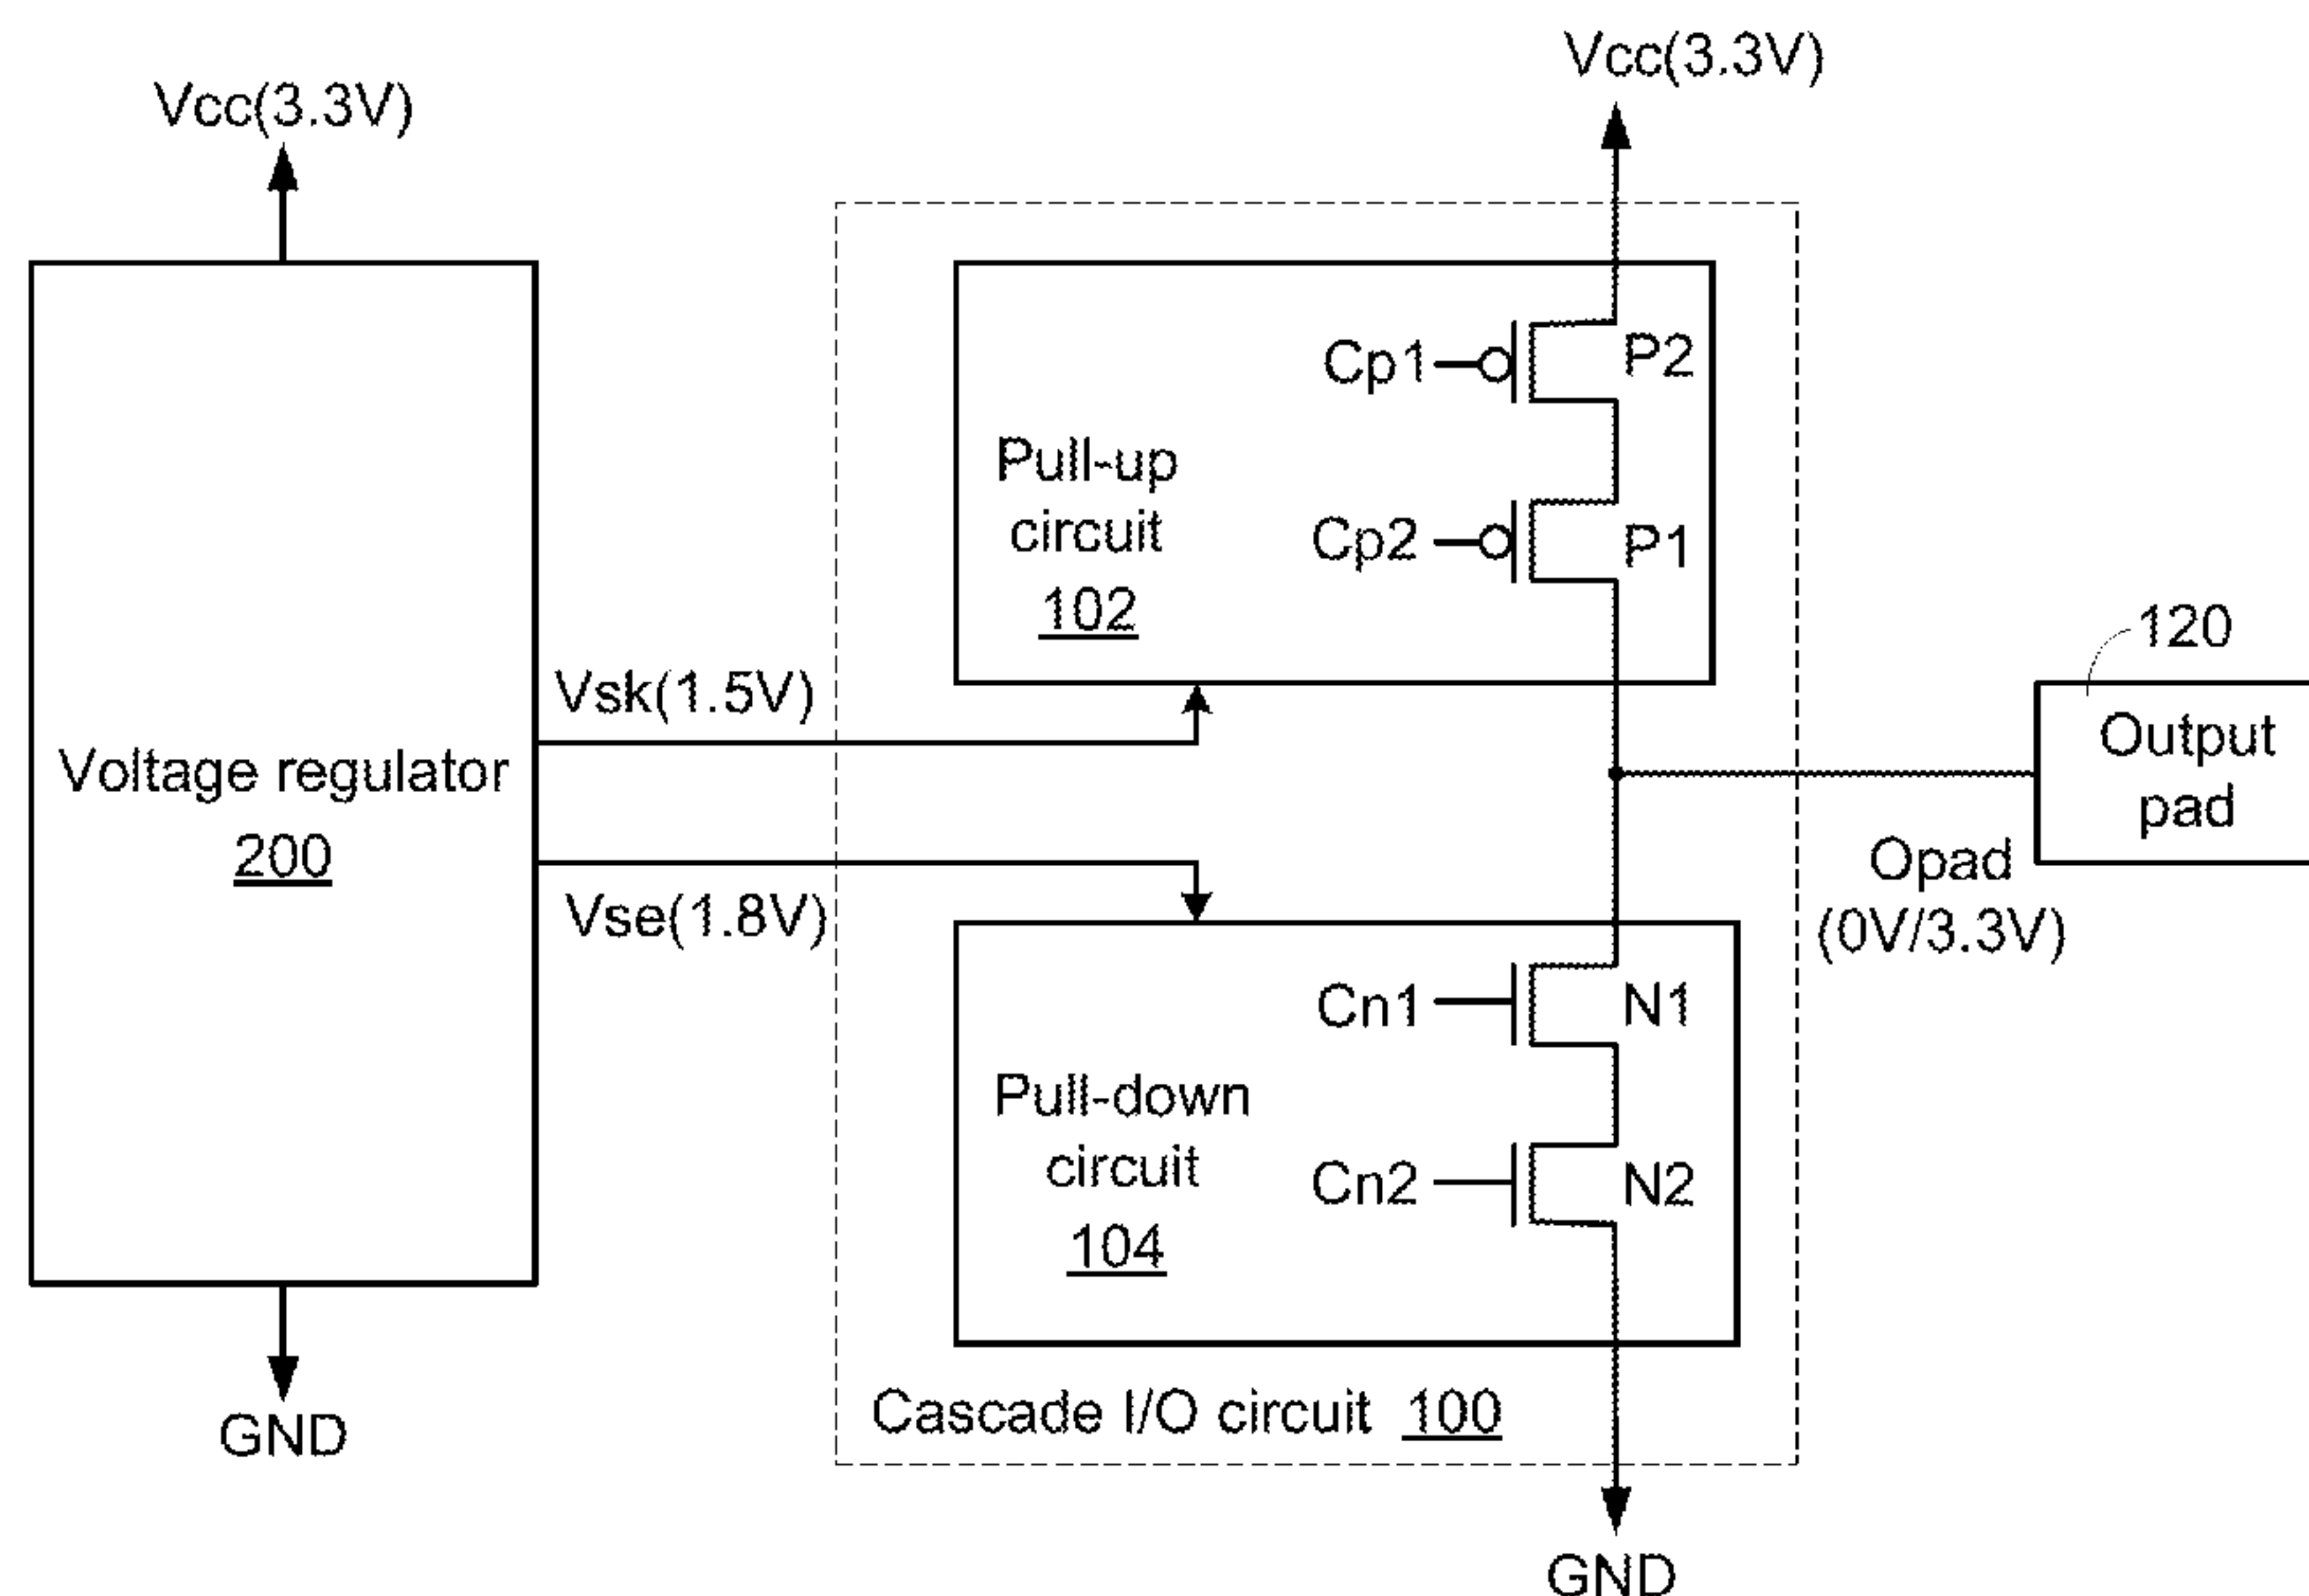 Vcc(3.3V)
Voltage regulator
200
GND
Vsk(1.5V)
Vse(1.8V)
Vcc(3.3V)
Pull-up
circuit
102
Cp1
P2
Cp2
P1
Pull-down
circuit
104
Cn1
N1
Cn2
N2
Cascade I/O circuit 100
GND
120
Output
pad
Opad
(0V/3.3V)